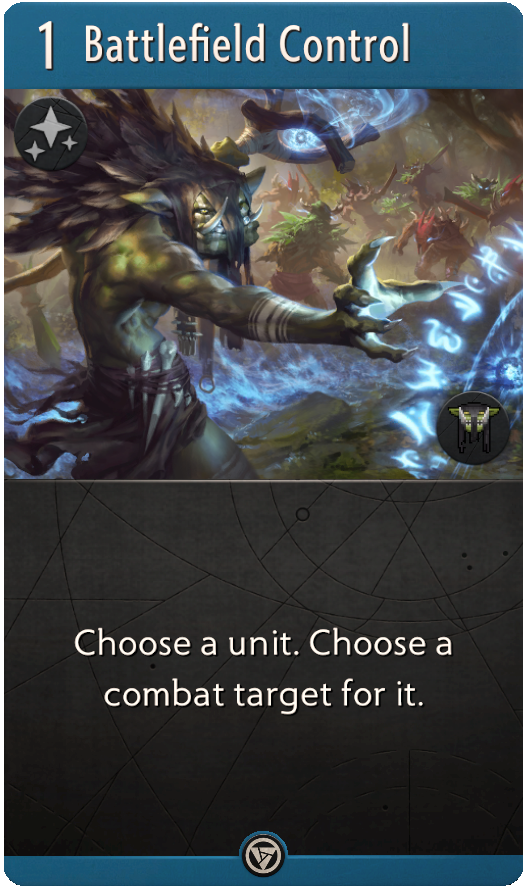 1 Battlefield Control
Choose a unit. Choose a
combat target for it.